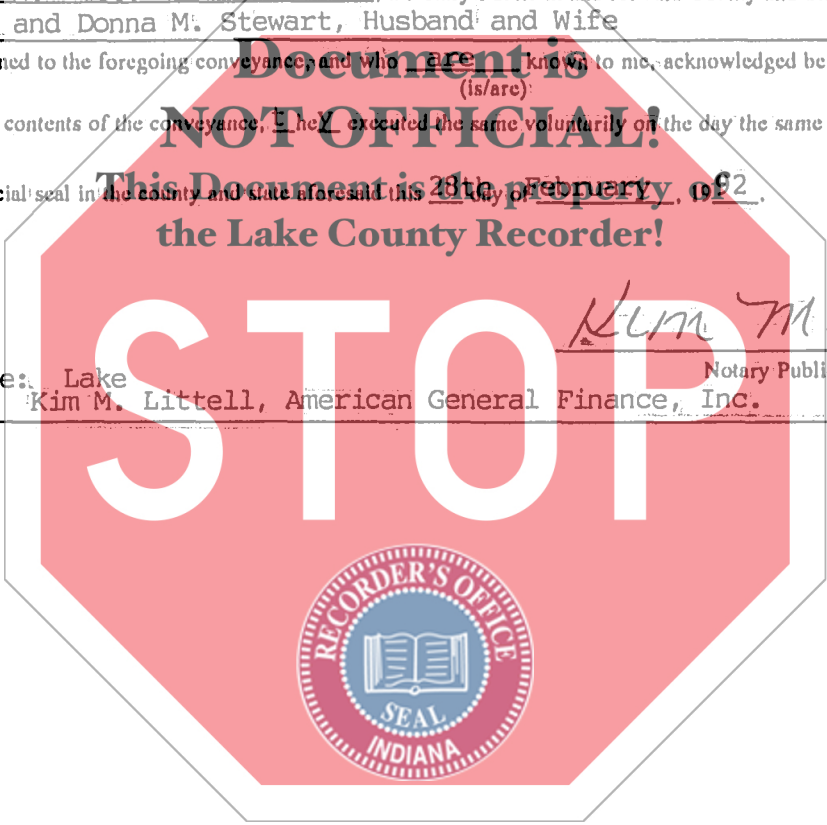 and Donna M. Stewart, Husband and Wife
Document is
ned to the foregoing conveyance, and who are known to me, acknowledged be
(is/are)
NOT OFFICIAL!
contents of the conveyance, t he y executed the same voluntarily on the day the same
This Document is the property of
cial seal in the county and state aforesaid this 28th day of February, 1992.
the Lake County Recorder!
Kim M
STOP
Notary Publi
e: Lake
Kim M. Littell, American General Finance, Inc.
RECORDER'S OFFICE
SEAL
INDIANA